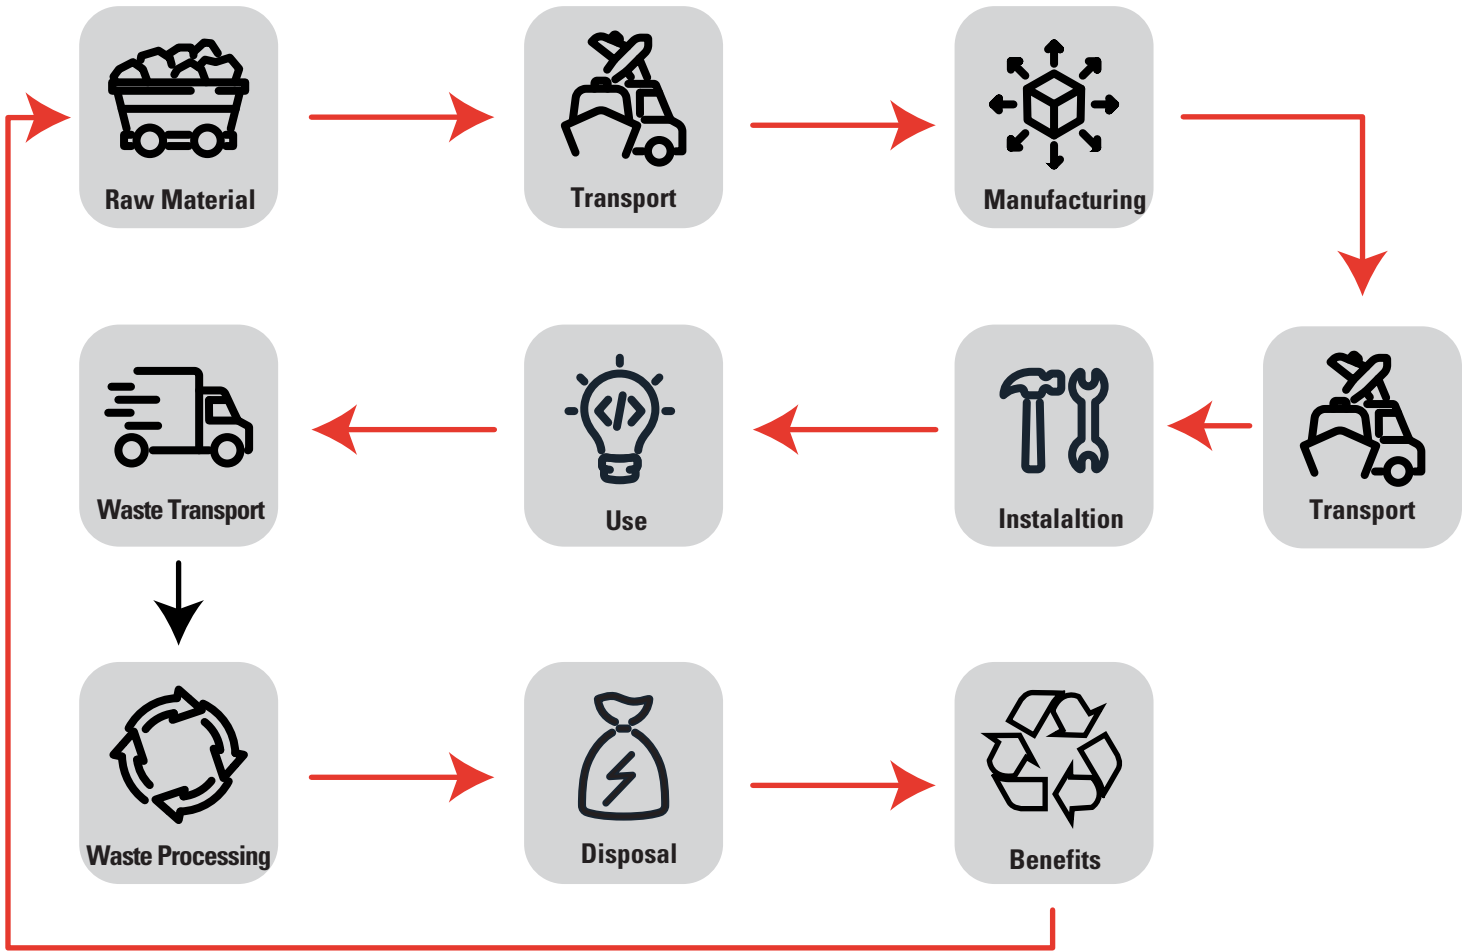 Raw Material
Transport
Manufacturing
Waste Transport
Use
Instalaltion
Transport
Waste Processing
Disposal
Benefits